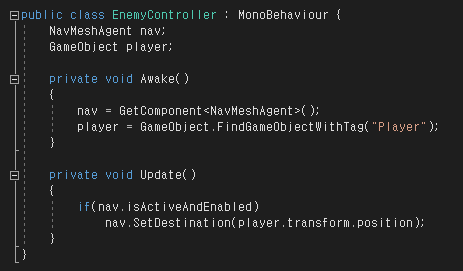 public class EnemyController : MonoBehaviour {
    NavMeshAgent nav;
    GameObject player;

    private void Awake()
    {
        nav = GetComponent<NavMeshAgent>();
        player = GameObject.FindGameObjectWithTag("Player");
    }

    private void Update()
    {
        if(nav.isActiveAndEnabled)
            nav.SetDestination(player.transform.position);
    }
}